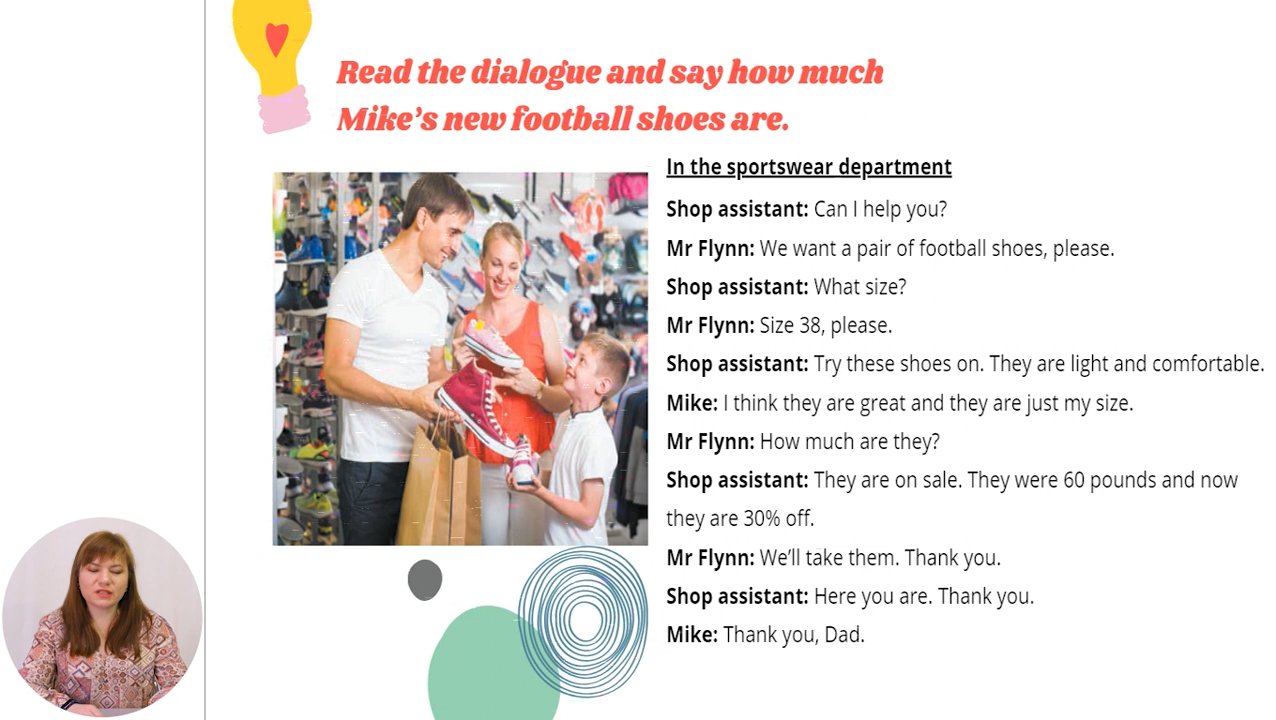 Read the dialogue and say how much
Mike’s new football shoes are.
In the sportswear department
Shop assistant: Can I help you?
Mr Flynn: We want a pair of football shoes, please.
Shop assistant: What size?
Mr Flynn: Size 38, please.
Shop assistant: Try these shoes on. They are light and comfortable.
Mike: I think they are great and they are just my size.
Mr Flynn: How much are they?
Shop assistant: They are on sale. They were 60 pounds and now
they are 30% off.
Mr Flynn: We’ll take them. Thank you.
Shop assistant: Here you are. Thank you.
Mike: Thank you, Dad.